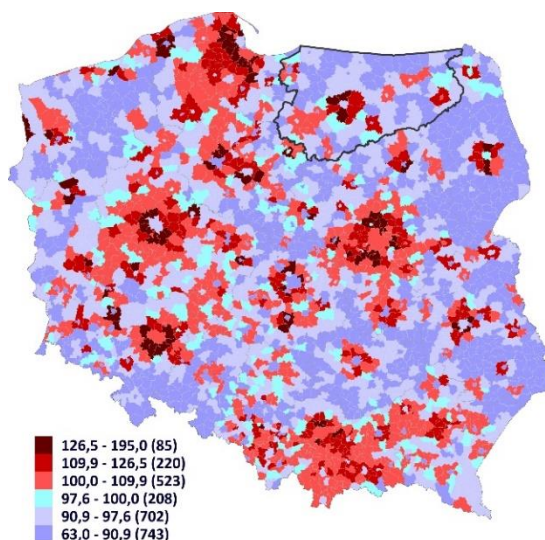 126,5 - 195,0 (85)
109,9 - 126,5 (220)
100,0 - 109,9 (523)
97,6 - 100,0 (208)
90,9 - 97,6 (702)
63,0 - 90,9 (743)